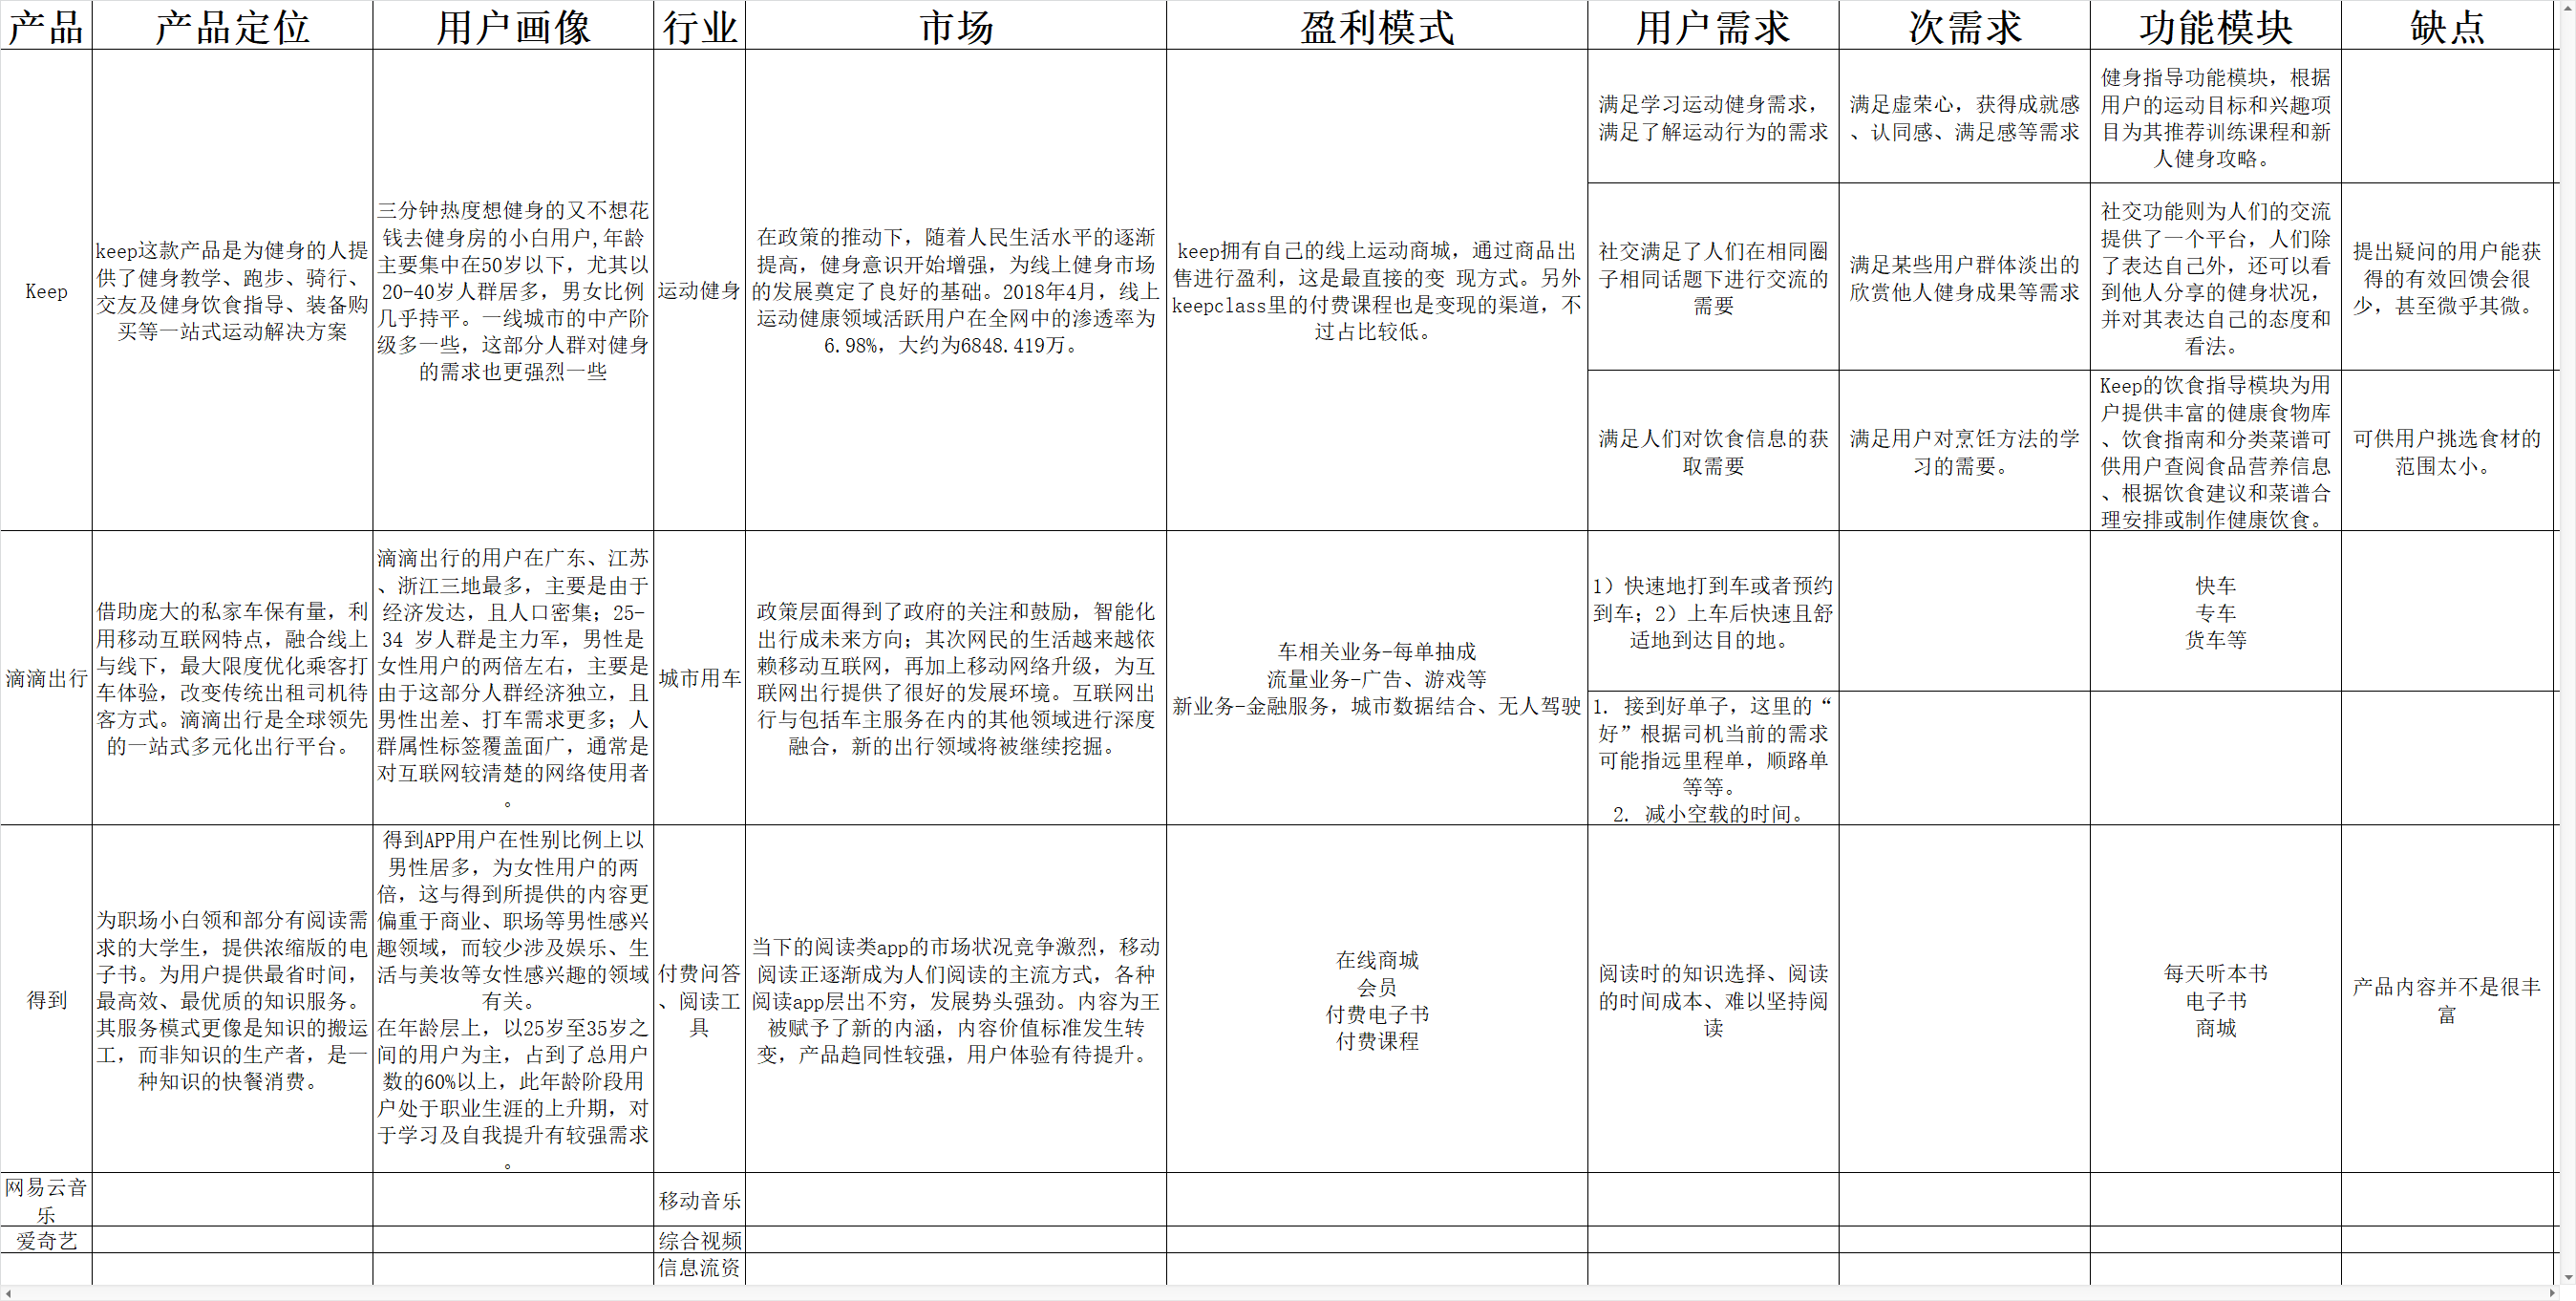 产品
产品定位
用户画像
行业
市场
盈利模式
用户需求
次需求
功能模块
缺点
Keep
keep这款产品是为健身的人提
供了健身教学、跑步、骑行、
交友及健身饮食指导、装备购
买等一站式运动解决方案
三分钟热度想健身的又不想花
钱去健身房的小白用户,年龄
主要集中在50岁以下，尤其以
20-40岁人群居多，男女比例
几乎持平。一线城市的中产阶
级多一些，这部分人群对健身
的需求也更强烈一些
运动健身
在政策的推动下，随着人民生活水平的逐渐
提高，健身意识开始增强，为线上健身市场
的发展奠定了良好的基础。2018年4月，线上
运动健康领域活跃用户在全网中的渗透率为
6.98%，大约为6848.419万。
keep拥有自己的线上运动商城，通过商品出
售进行盈利，这是最直接的变 现方式。另外
keepclass里的付费课程也是变现的渠道，不
过占比较低。
满足学习运动健身需求，
满足了解运动行为的需求
满足虚荣心，获得成就感
、认同感、满足感等需求
健身指导功能模块，根据
用户的运动目标和兴趣项
目为其推荐训练课程和新
人健身攻略。
社交满足了人们在相同圈
子相同话题下进行交流的
需要
满足某些用户群体淡出的
欣赏他人健身成果等需求
社交功能则为人们的交流
提供了一个平台，人们除
了表达自己外，还可以看
到他人分享的健身状况，
并对其表达自己的态度和
看法。
提出疑问的用户能获
得的有效回馈会很
少，甚至微乎其微。
满足人们对饮食信息的获
取需要
满足用户对烹饪方法的学
习的需要。
Keep的饮食指导模块为用
户提供丰富的健康食物库
、饮食指南和分类菜谱可
供用户查阅食品营养信息
、根据饮食建议和菜谱合
理安排或制作健康饮食。
可供用户挑选食材的
范围太小。
滴滴出行
借助庞大的私家车保有量，利
用移动互联网特点，融合线上
与线下，最大限度优化乘客打
车体验，改变传统出租司机待
客方式。滴滴出行是全球领先
的一站式多元化出行平台。
滴滴出行的用户在广东、江苏
、浙江三地最多，主要是由于
经济发达，且人口密集；25-
34 岁人群是主力军，男性是
女性用户的两倍左右，主要是
由于这部分人群经济独立，且
男性出差、打车需求更多；人
群属性标签覆盖面广，通常是
对互联网较清楚的网络使用者
。
城市用车
政策层面得到了政府的关注和鼓励，智能化
出行成未来方向；其次网民的生活越来越依
赖移动互联网，再加上移动网络升级，为互
联网出行提供了很好的发展环境。互联网出
行与包括车主服务在内的其他领域进行深度
融合，新的出行领域将被继续挖掘。
车相关业务-每单抽成
流量业务-广告、游戏等
新业务-金融服务，城市数据结合、无人驾驶
1）快速地打到车或者预约
到车；2）上车后快速且舒
适地到达目的地。
快车
专车
货车等
1. 接到好单子，这里的“
好”根据司机当前的需求
可能指远里程单，顺路单
等等。
2. 减小空载的时间。
得到
为职场小白领和部分有阅读需
求的大学生，提供浓缩版的电
子书。为用户提供最省时间，
最高效、最优质的知识服务。
其服务模式更像是知识的搬运
工，而非知识的生产者，是一
种知识的快餐消费。
得到APP用户在性别比例上以
男性居多，为女性用户的两
倍，这与得到所提供的内容更
偏重于商业、职场等男性感兴
趣领域，而较少涉及娱乐、生
活与美妆等女性感兴趣的领域
有关。
在年龄层上，以25岁至35岁之
间的用户为主，占到了总用户
数的60%以上，此年龄阶段用
户处于职业生涯的上升期，对
于学习及自我提升有较强需求
。
付费问答
、阅读工
具
当下的阅读类app的市场状况竞争激烈，移动
阅读正逐渐成为人们阅读的主流方式，各种
阅读app层出不穷，发展势头强劲。内容为王
被赋予了新的内涵，内容价值标准发生转
变，产品趋同性较强，用户体验有待提升。
在线商城
会员
付费电子书
付费课程
阅读时的知识选择、阅读
的时间成本、难以坚持阅
读
每天听本书
电子书
商城
产品内容并不是很丰
富
网易云音
乐
移动音乐
爱奇艺
综合视频
信息流资